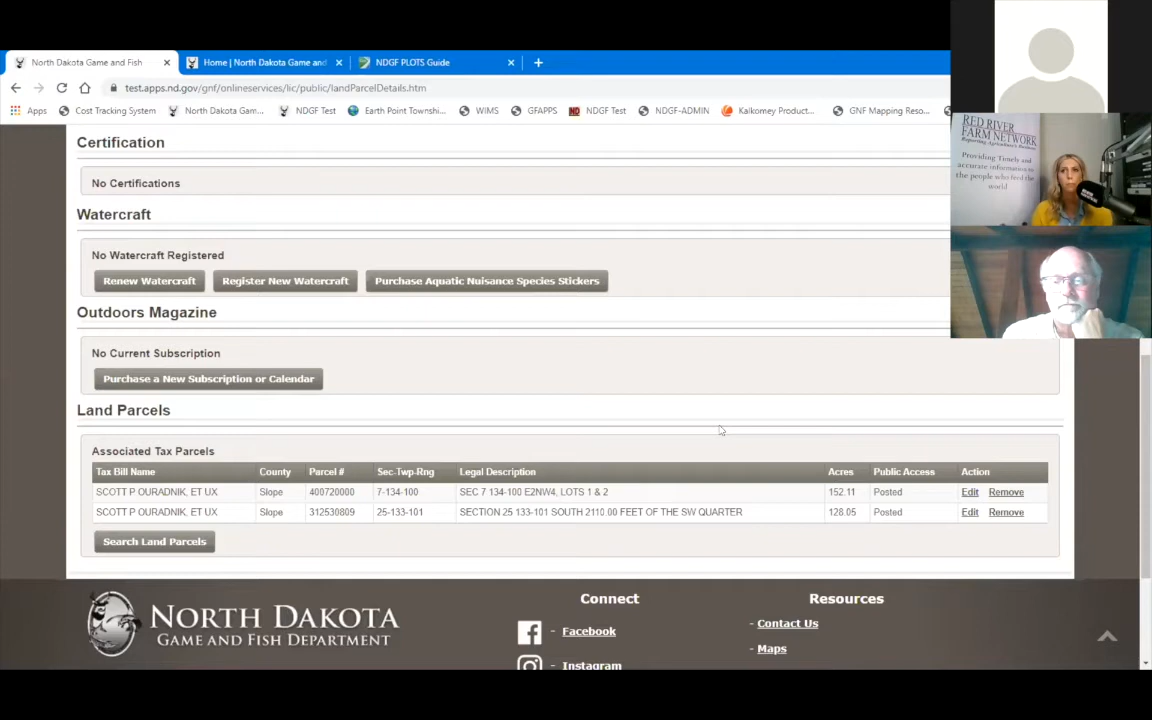 North Dakota Game and Fish
Home | North Dakota Game and
NDGF PLOTS Guide
test.apps.nd.gov/gnf/onlineservices/lic/public/landParcelDetails.htm
Apps
Cost Tracking System
North Dakota Gam...
NDGF Test
Earth Point Townshi...
WIMS
GFAPPS
NDGF Test
NDGF-ADMIN
Kalkomey Product...
GNF Mapping Reso...
RED RIVER
FARM NETWORK
Reporting Agriculture's Business
Providing Timely and
accurate information to
the people who feed the
world
Certification
No Certifications
Watercraft
No Watercraft Registered
Renew Watercraft
Register New Watercraft
Purchase Aquatic Nuisance Species Stickers
Outdoors Magazine
No Current Subscription
Purchase a New Subscription or Calendar
Land Parcels
Associated Tax Parcels
Tax Bill Name County Parcel # Sec-Twp-Rng Legal Description Acres Public Access Action
SCOTT P OURADNIK, ET UX Slope 400720000 7-134-100 SEC 7 134-100 E2NW4, LOTS 1 & 2 152.11 Posted Edit Remove
SCOTT P OURADNIK, ET UX Slope 312530809 25-133-101 SECTION 25 133-101 SOUTH 2110.00 FEET OF THE SW QUARTER 128.05 Posted Edit Remove
Search Land Parcels
NORTH DAKOTA
GAME AND FISH DEPARTMENT
Connect
- Facebook
- Instagram
Resources
- Contact Us
- Maps